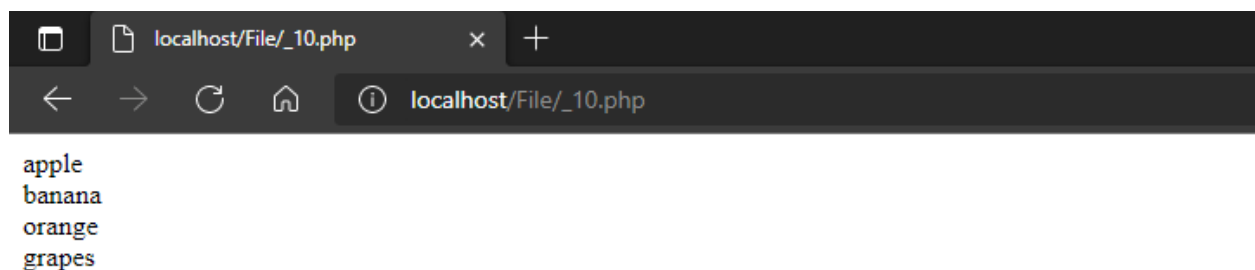 localhost/File/_10.php
localhost/File/_10.php
apple
banana
orange
grapes